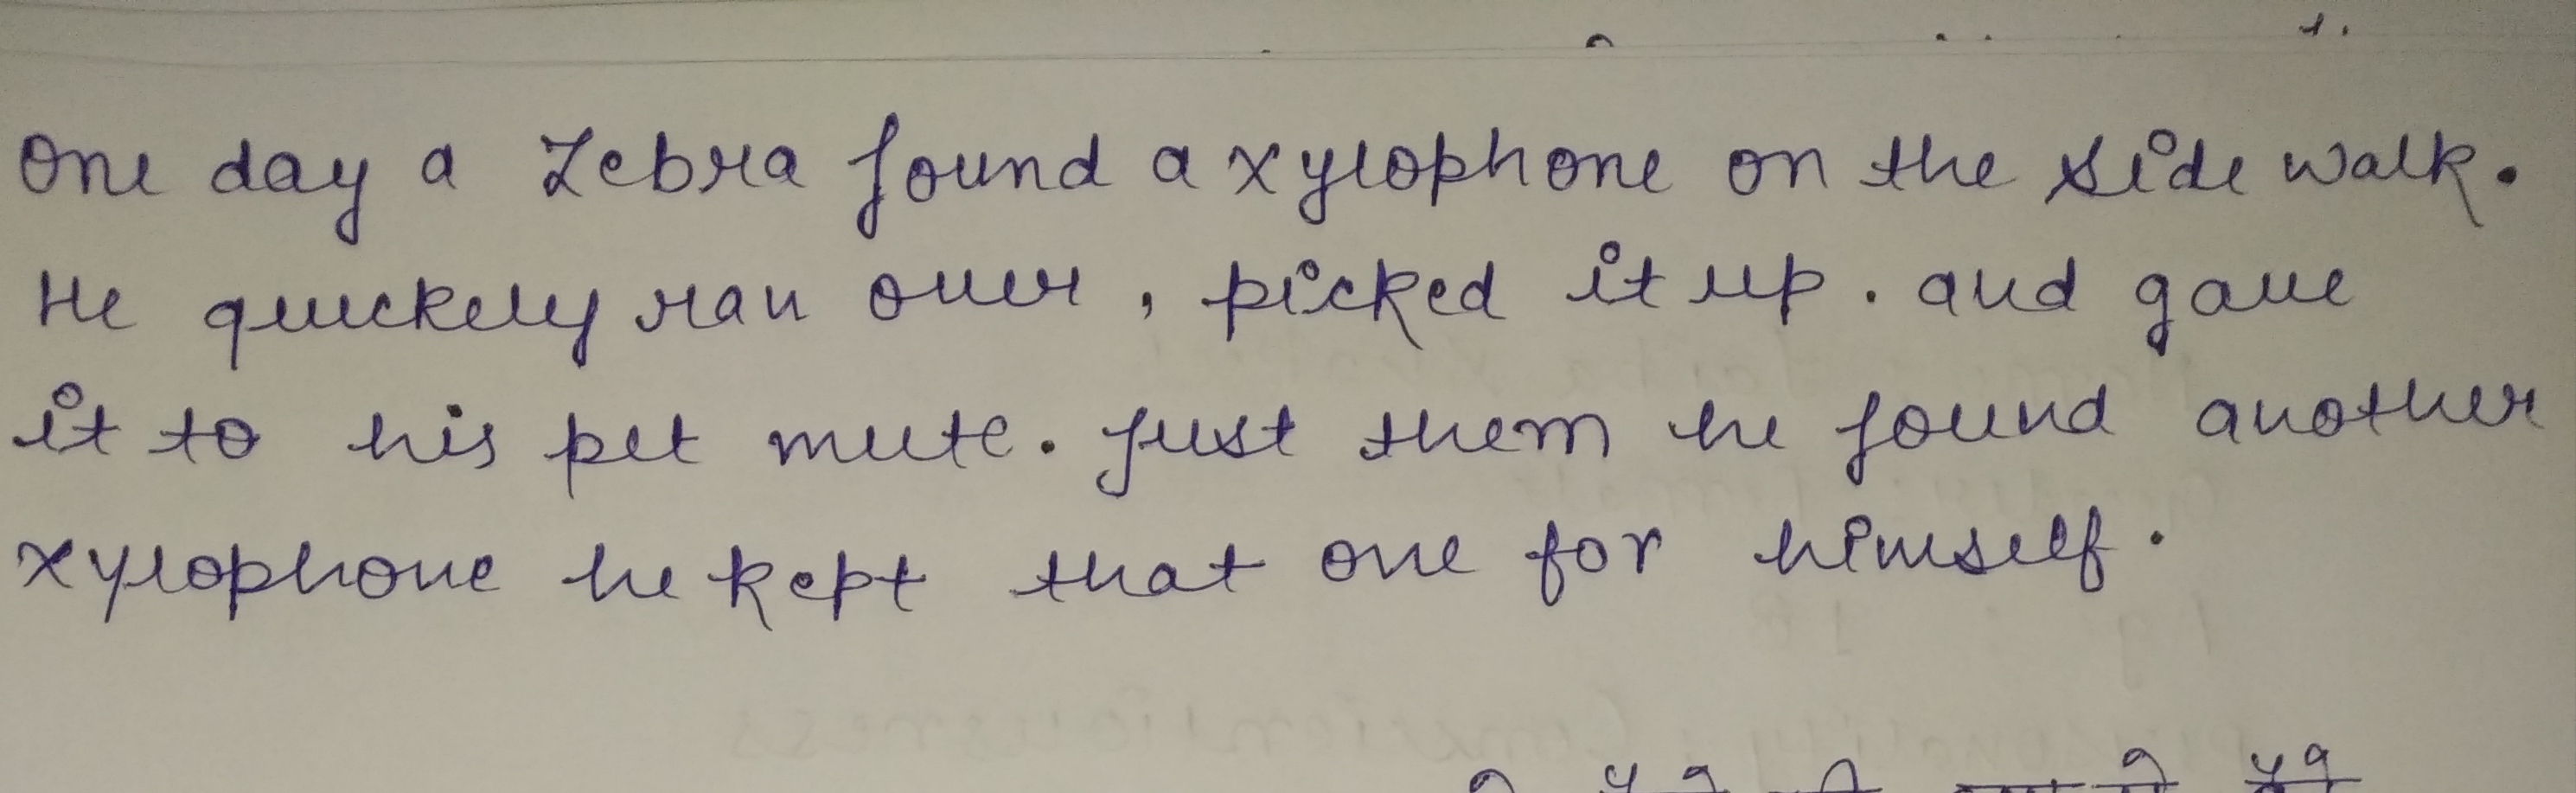 One day a Zebra found a xylophone on the side walk.
He quickely ran over, picked it up. and gave
it to his pet mute. Just them he found another
xylophone he kept that one for himself.